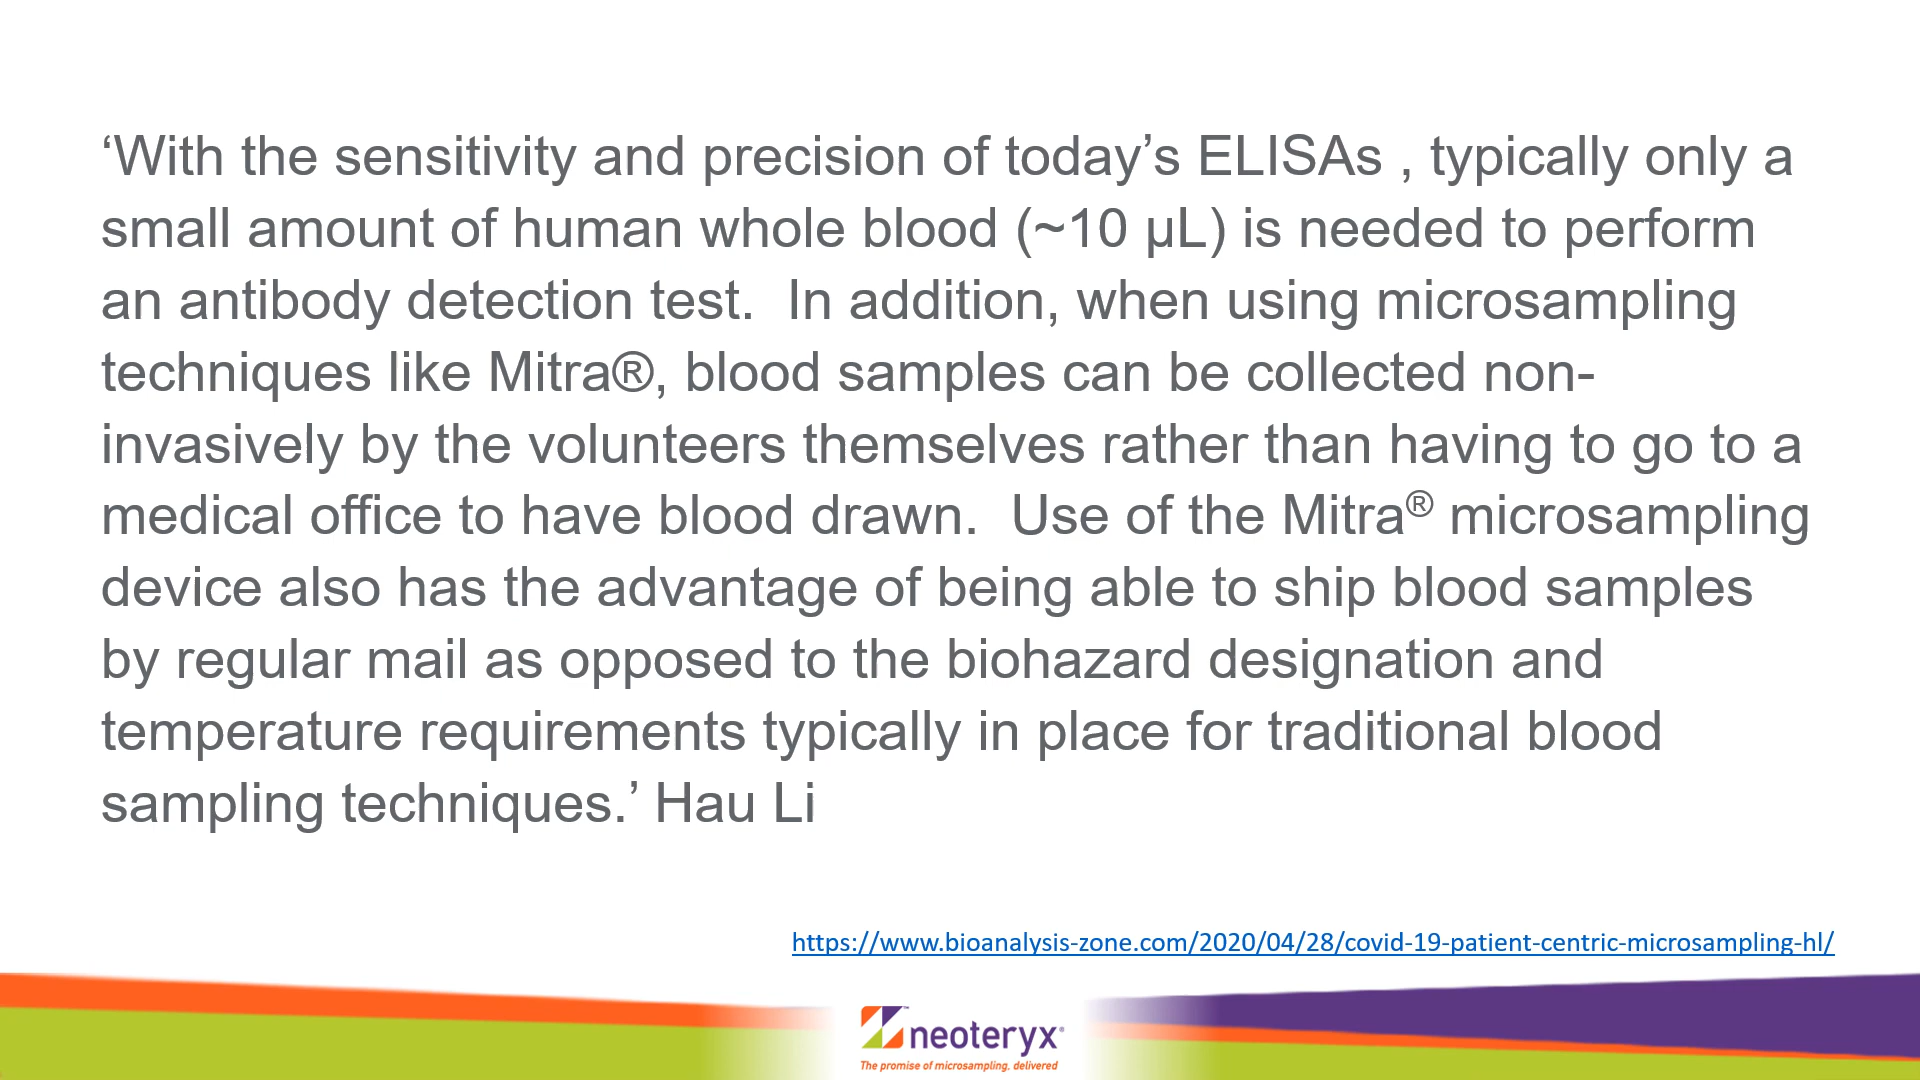 ‘With the sensitivity and precision of today’s ELISAs , typically only a
small amount of human whole blood (~10 µL) is needed to perform
an antibody detection test.  In addition, when using microsampling
techniques like Mitra®, blood samples can be collected non-
invasively by the volunteers themselves rather than having to go to a
medical office to have blood drawn.  Use of the Mitra® microsampling
device also has the advantage of being able to ship blood samples
by regular mail as opposed to the biohazard designation and
temperature requirements typically in place for traditional blood
sampling techniques.’ Hau Li
https://www.bioanalysis-zone.com/2020/04/28/covid-19-patient-centric-microsampling-hl/
neoteryx®
The promise of microsampling, delivered